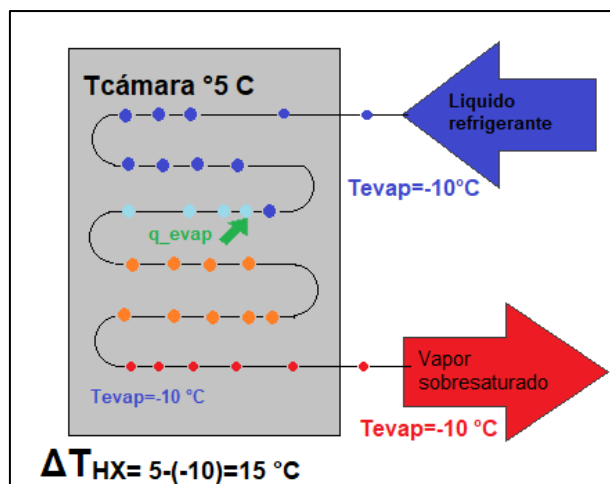 Tcámara °5 C
Liquido
refrigerante
Tevap=-10°C
q_evap
Vapor
sobresaturado
Tevap=-10 °C
Tevap=-10 °C
ΔTHX= 5-(-10)=15 °C